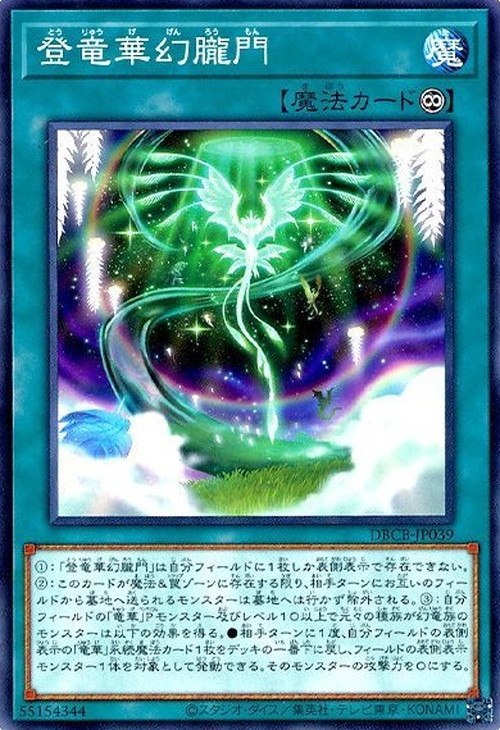 登竜華幻朧門
とう りゅう げ げん ろう もん
魔
【魔法カード】
DBCB-JP039
①：「登竜華幻朧門」は自分フィールドに１枚しか表側表示で存在できない。
②：このカードが魔法＆罠ゾーンに存在する限り、相手ターンにお互いのフィ
ールドから墓地へ送られるモンスターは墓地へは行かず除外される。③：自分
フィールドの「竜華」Pモンスター及びレベル１０以上で元々の種族が幻竜族の
モンスターは以下の効果を得る。●相手ターンに１度、自分フィールドの表側
表示の「竜華」永続魔法カード１枚をデッキの一番下に戻し、フィールドの表側表示
モンスター１体を対象として発動できる。そのモンスターの攻撃力を０にする。
55154344
©スタジオ・ダイス／集英社・テレビ東京・KONAMI